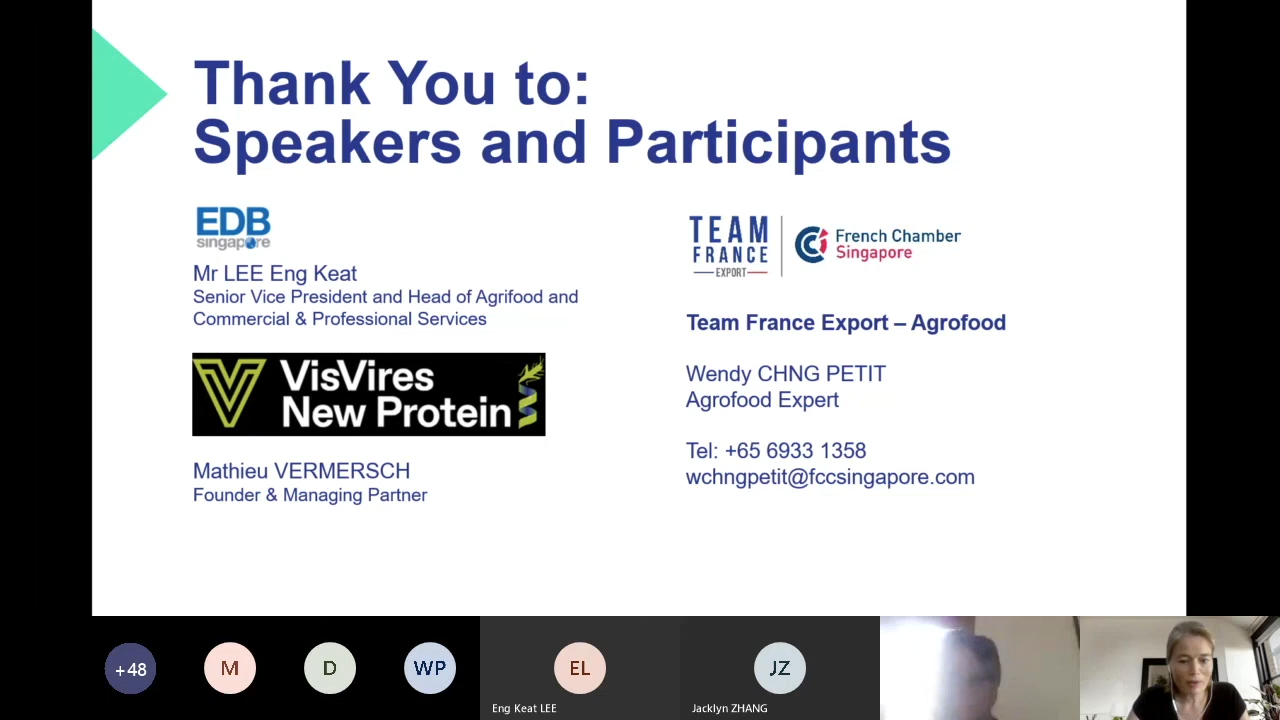 Thank You to:
Speakers and Participants
EDB
singapore
Mr LEE Eng Keat
Senior Vice President and Head of Agrifood and
Commercial & Professional Services
VisVires
New Protein
Mathieu VERMERSCH
Founder & Managing Partner
TEAM
FRANCE
EXPORT
French Chamber
Singapore
Team France Export – Agrofood
Wendy CHNG PETIT
Agrofood Expert
Tel: +65 6933 1358
wchngpetit@fccsingapore.com
+48
M
D
WP
EL
Eng Keat LEE
JZ
Jacklyn ZHANG